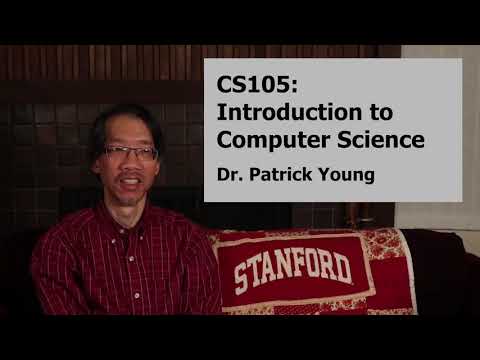 CS105:
Introduction to
Computer Science
Dr. Patrick Young
STANFORD